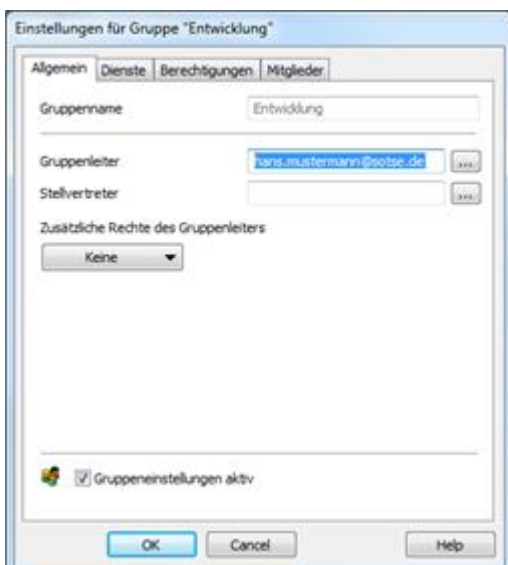 Einstellungen für Gruppe "Entwicklung"
Allgemein Dienste Berechtigungen Mitglieder
Gruppenname Entwicklung
Gruppenleiter hans.mustermann@sotse.de ...
Stellvertreter ...
Zusätzliche Rechte des Gruppenleiters
Keine
Gruppeneinstellungen aktiv
OK Cancel Help